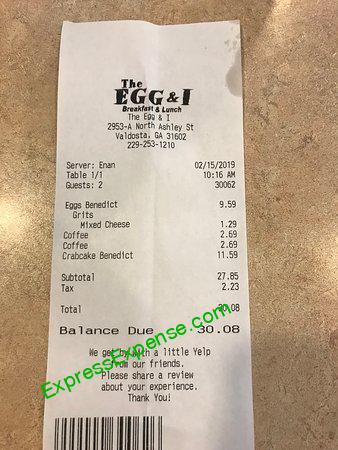 The
EGG & I
Breakfast & Lunch
The Egg & I
2953-A North Ashley St
Valdosta, GA 31602
229-253-1210
Server: Enan 02/15/2019
Table 1/1 10:16 AM
Guests: 2 30062
Eggs Benedict 9.59
Grits
Mixed Cheese 1.29
Coffee 2.69
Coffee 2.69
Crabcake Benedict 11.59
Subtotal 27.85
Tax 2.23
Total 30.08
Balance Due 30.08
We get by with a little Yelp
from our friends.
Please share a review
about your experience.
Thank You!
ExpressExpense.com